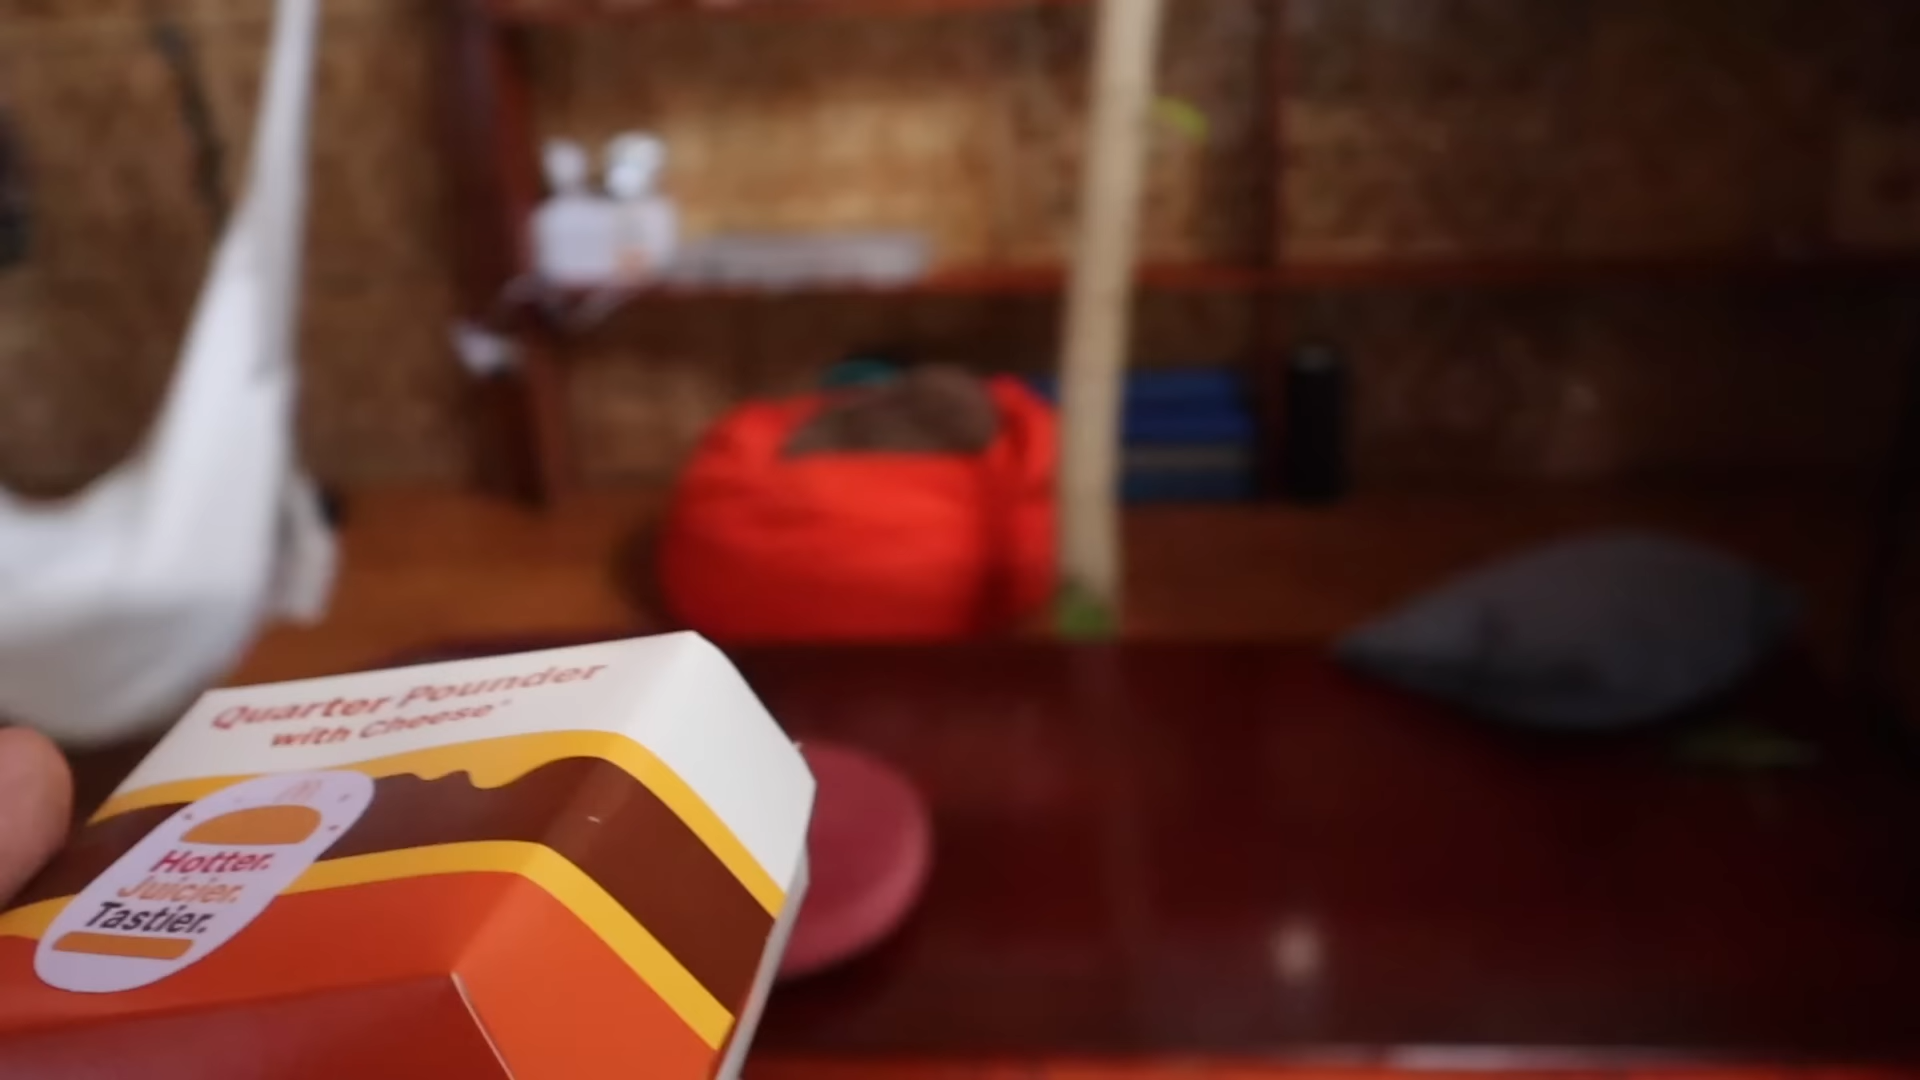 Quarter Pounder
with Cheese
Hotter.
Juicier.
Tastier.